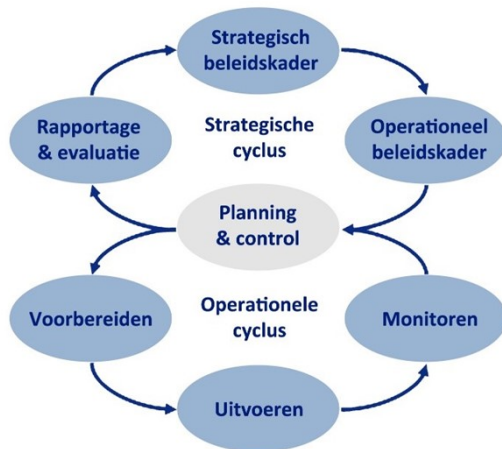 Strategisch
beleidskader
Rapportage
& evaluatie
Strategische
cyclus
Operationeel
beleidskader
Planning
& control
Voorbereiden
Operationele
cyclus
Monitoren
Uitvoeren